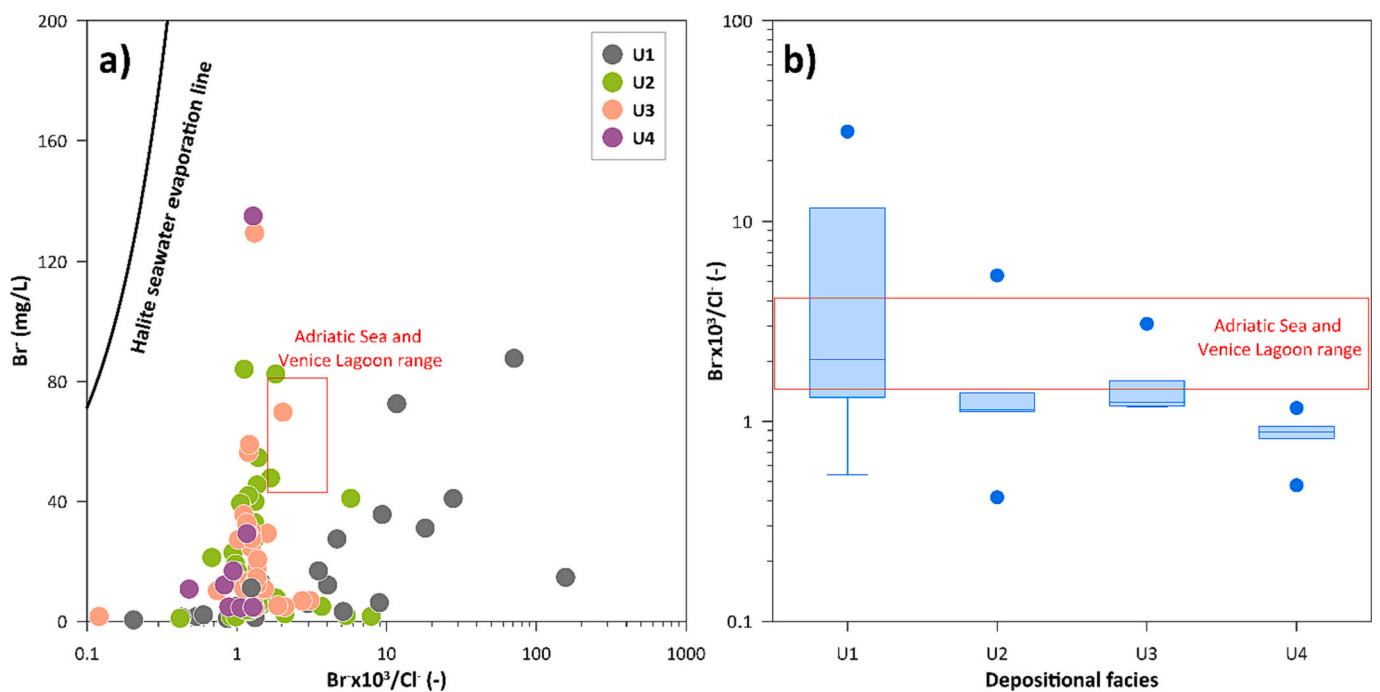 a)
200
160
120
80
40
0
Br⁻ (mg/L)
Halite seawater evaporation line
U1
U2
U3
U4
Adriatic Sea and
Venice Lagoon range
0.1 1 10 100 1000
Br⁻x10³/Cl⁻ (-)
b)
100
10
1
0.1
Br⁻x10³/Cl⁻ (-)
Adriatic Sea and
Venice Lagoon range
U1 U2 U3 U4
Depositional facies